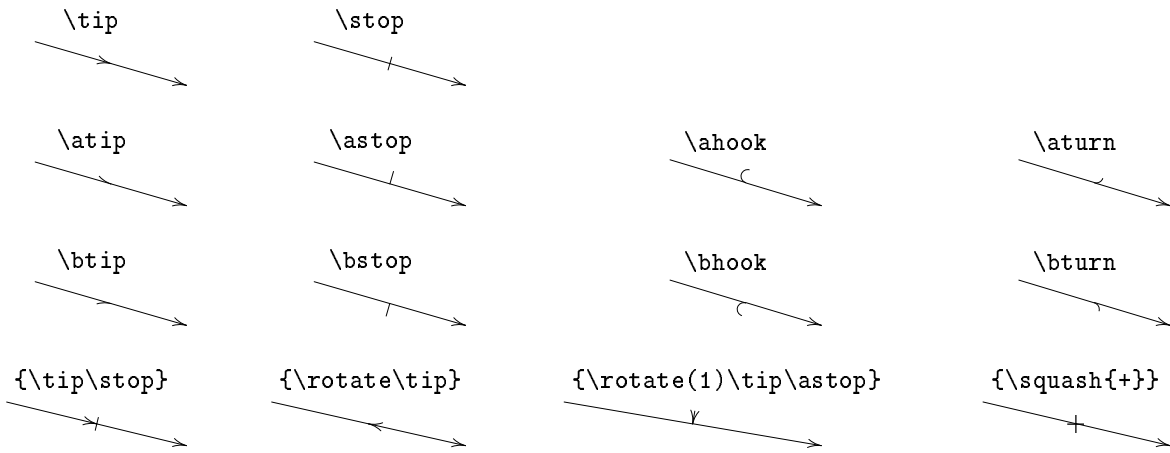 \tip \stop
\atip \astop \ahook \aturn
\btip \bstop \bhook \bturn
{\tip\stop} {\rotate\tip} {\rotate(1)\tip\astop} {\squash{+}}